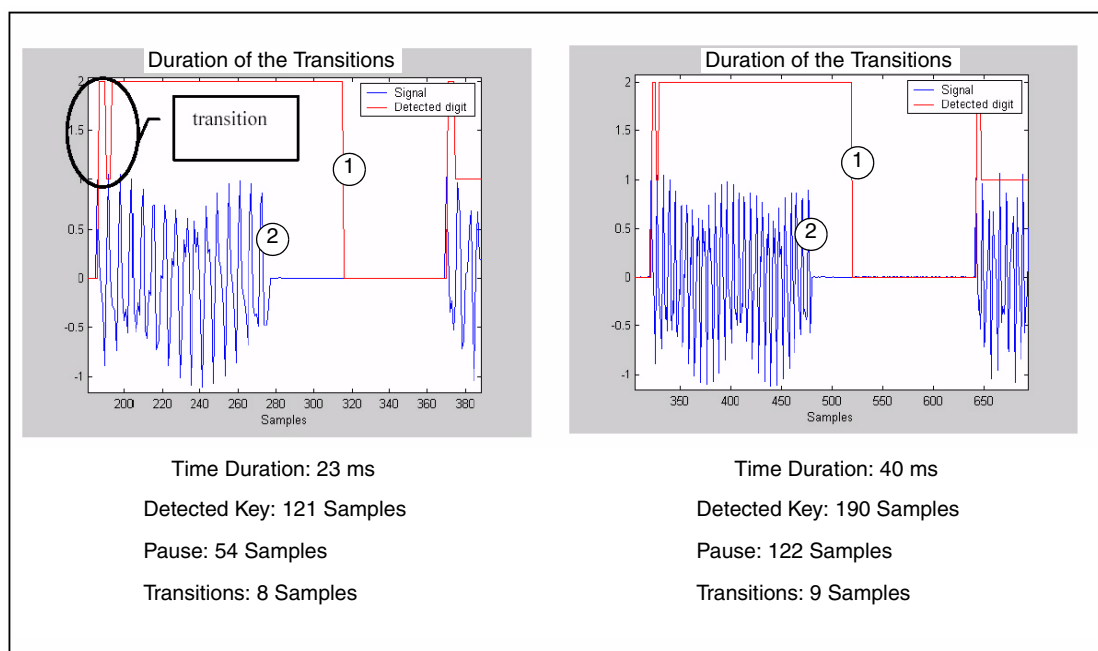 Duration of the Transitions
2
1.5
1
0.5
0
-0.5
-1
200 220 240 260 280 300 320 340 360 380
Samples
Signal
Detected digit
transition
1
2
Time Duration: 23 ms
Detected Key: 121 Samples
Pause: 54 Samples
Transitions: 8 Samples
Duration of the Transitions
2
1.5
1
0.5
0
-0.5
-1
350 400 450 500 550 600 650
Samples
Signal
Detected digit
1
2
Time Duration: 40 ms
Detected Key: 190 Samples
Pause: 122 Samples
Transitions: 9 Samples